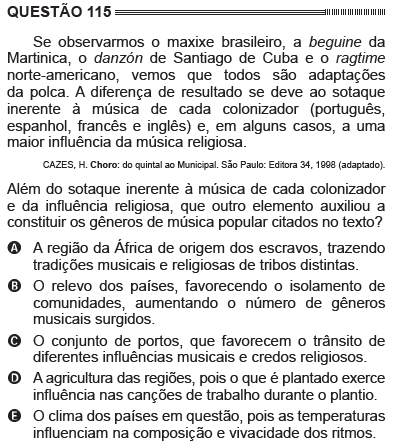 QUESTÃO 115
Se observarmos o maxixe brasileiro, a beguine da
Martinica, o danzón de Santiago de Cuba e o ragtime
norte-americano, vemos que todos são adaptações
da polca. A diferença de resultado se deve ao sotaque
inerente à música de cada colonizador (português,
espanhol, francês e inglês) e, em alguns casos, a uma
maior influência da música religiosa.
CAZES, H. Choro: do quintal ao Municipal. São Paulo: Editora 34, 1998 (adaptado).
Além do sotaque inerente à música de cada colonizador
e da influência religiosa, que outro elemento auxiliou a
constituir os gêneros de música popular citados no texto?
A A região da África de origem dos escravos, trazendo
tradições musicais e religiosas de tribos distintas.
B O relevo dos países, favorecendo o isolamento de
comunidades, aumentando o número de gêneros
musicais surgidos.
C O conjunto de portos, que favorecem o trânsito de
diferentes influências musicais e credos religiosos.
D A agricultura das regiões, pois o que é plantado exerce
influência nas canções de trabalho durante o plantio.
E O clima dos países em questão, pois as temperaturas
influenciam na composição e vivacidade dos ritmos.